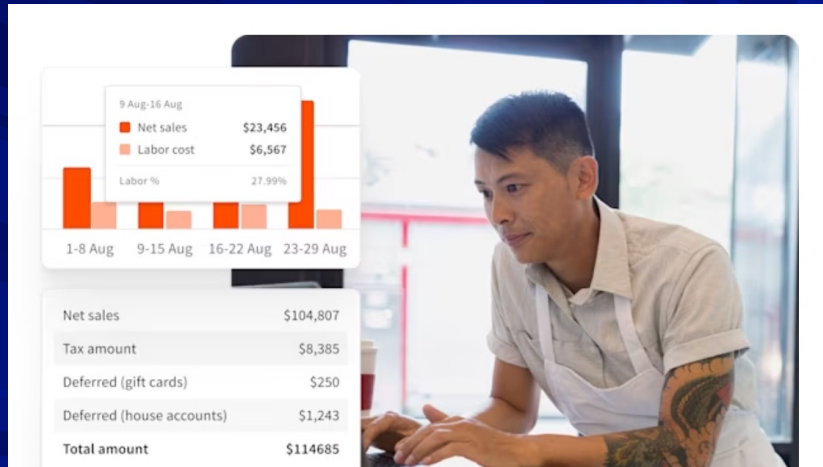 9 Aug-16 Aug
Net sales $23,456
Labor cost $6,567
Labor % 27.99%
1-8 Aug 9-15 Aug 16-22 Aug 23-29 Aug
Net sales $104,807
Tax amount $8,385
Deferred (gift cards) $250
Deferred (house accounts) $1,243
Total amount $114685